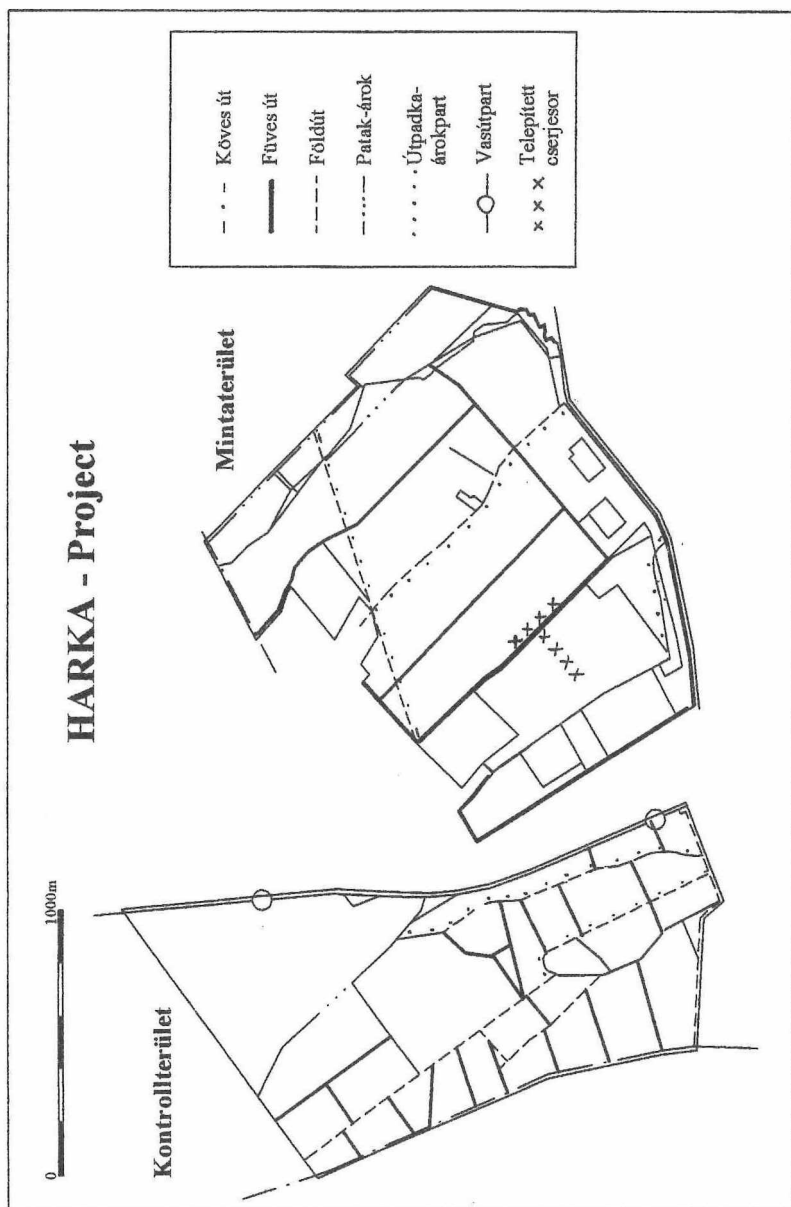 HARKA - Project
0
1000m
Kontrollterület
Mintaterület
Köves út
Füves út
Földút
Patak-árok
Útpadka-
árokpart
Vasútpart
Telepített
cserjesor